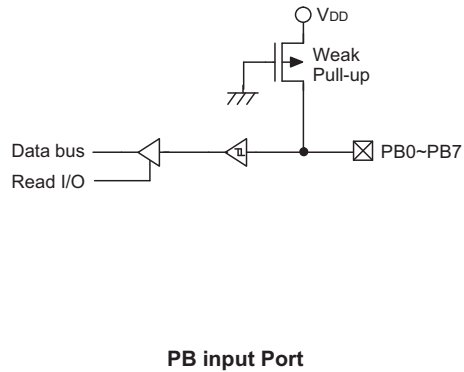 VDD
Weak
Pull-up
Data bus
PB0~PB7
Read I/O
PB input Port